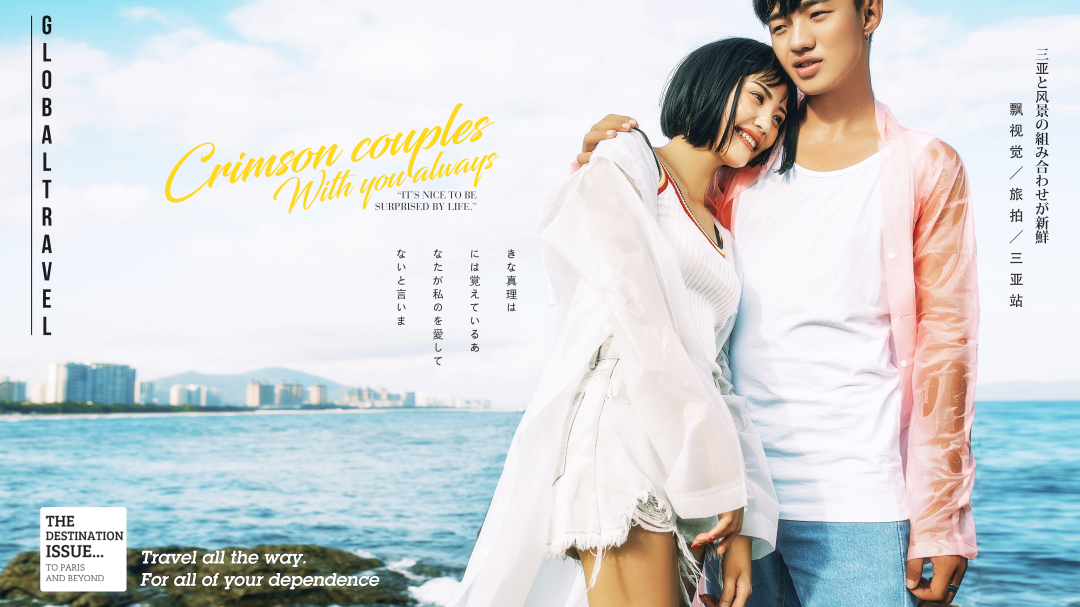 GLOBALTRAVEL
Crimson couples
With you always
“IT’S NICE TO BE
SURPRISED BY LIFE.”
きな真理は
には覚えているあ
なたが私のを愛して
ないと言いま
三亚と风景の組み合わせが新鮮
飘视觉／旅拍／三亚站
THE
DESTINATION
ISSUE...
TO PARIS
AND BEYOND
Travel all the way.
For all of your dependence